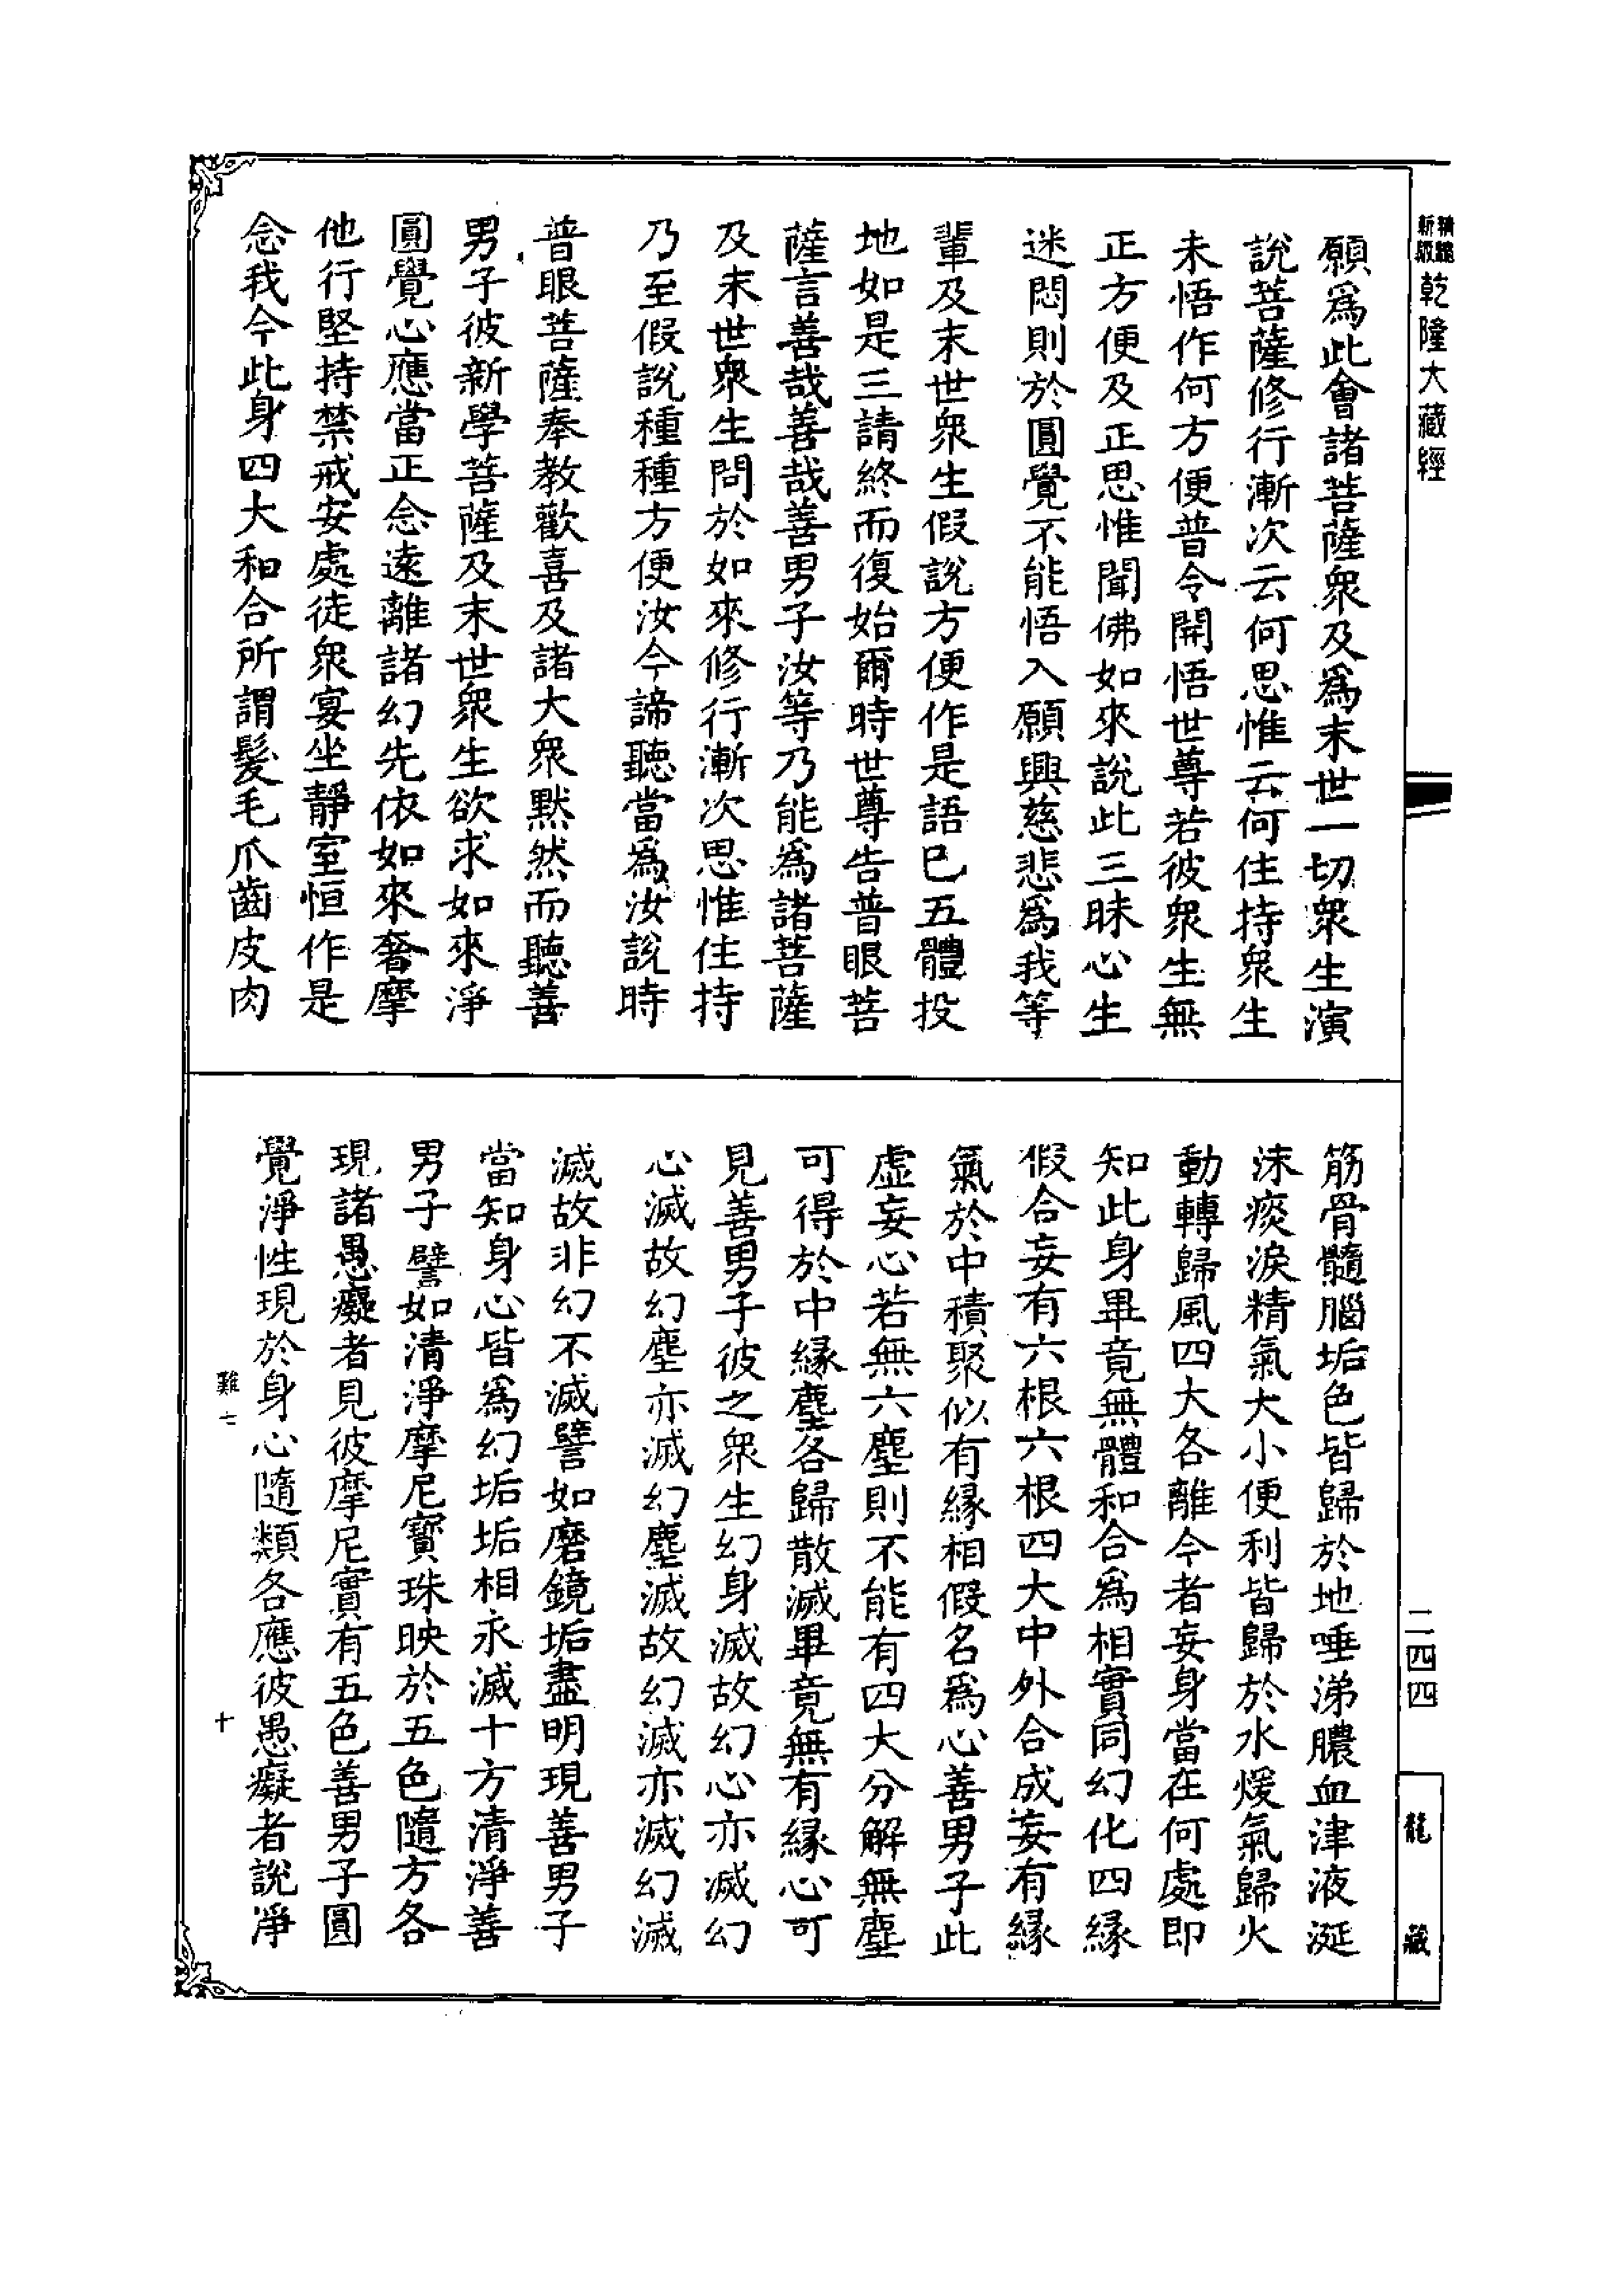 精縮
新版
乾隆大藏經
願爲此會諸菩薩衆及爲末世一切衆生演
說菩薩修行漸次云何思惟云何住持衆生
未悟作何方便普令開悟世尊若彼衆生無
正方便及正思惟聞佛如來說此三昧心生
迷悶則於圓覺不能悟入願興慈悲爲我等
輩及末世衆生假說方便作是語已五體投
地如是三請終而復始爾時世尊告普眼菩
薩言善哉善哉善男子汝等乃能爲諸菩薩
及末世衆生問於如來修行漸次思惟住持
乃至假說種種方便汝今諦聽當爲汝說時
普眼菩薩奉教歡喜及諸大衆默然而聽善
男子彼新學菩薩及末世衆生欲求如來淨
圓覺心應當正念遠離諸幻先依如來奢摩
他行堅持禁戒安處徒衆宴坐靜室恒作是
念我今此身四大和合所謂髮毛爪齒皮肉
筋骨髓腦垢色皆歸於地唾涕膿血津液涎
沫痰淚精氣大小便利皆歸於水煖氣歸火
動轉歸風四大各離今者妄身當在何處即
知此身畢竟無體和合爲相實同幻化四緣
假合妄有六根六根四大中外合成妄有緣
氣於中積聚似有緣相假名爲心善男子此
虛妄心若無六塵則不能有四大分解無塵
可得於中緣塵各歸散滅畢竟無有緣心可
見善男子彼之衆生幻身滅故幻心亦滅幻
心滅故幻塵亦滅幻塵滅故幻滅亦滅幻滅
滅故非幻不滅譬如磨鏡垢盡明現善男子
當知身心皆爲幻垢垢相永滅十方清淨善
男子譬如清淨摩尼寶珠映於五色隨方各
現諸愚癡者見彼摩尼實有五色善男子圓
覺淨性現於身心隨類各應彼愚癡者說淨
難七
十
二四四
龍藏